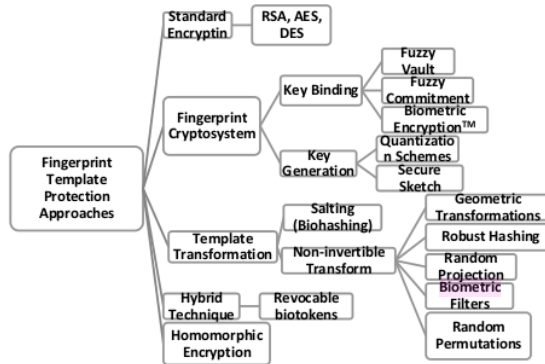 Standard
Encryptin
RSA, AES,
DES
Fuzzy
Vault
Key Binding
Fuzzy
Commitment
Fingerprint
Cryptosystem
Biometric
Encryption™
Key
Generation
Quantizatio
n Schemes
Secure
Sketch
Fingerprint
Template
Protection
Approaches
Template
Transformation
Salting
(Biohashing)
Non-invertible
Transform
Geometric
Transformations
Robust Hashing
Random
Projection
Biometric
Filters
Random
Permutations
Hybrid
Technique
Revocable
biotokens
Homomorphic
Encryption